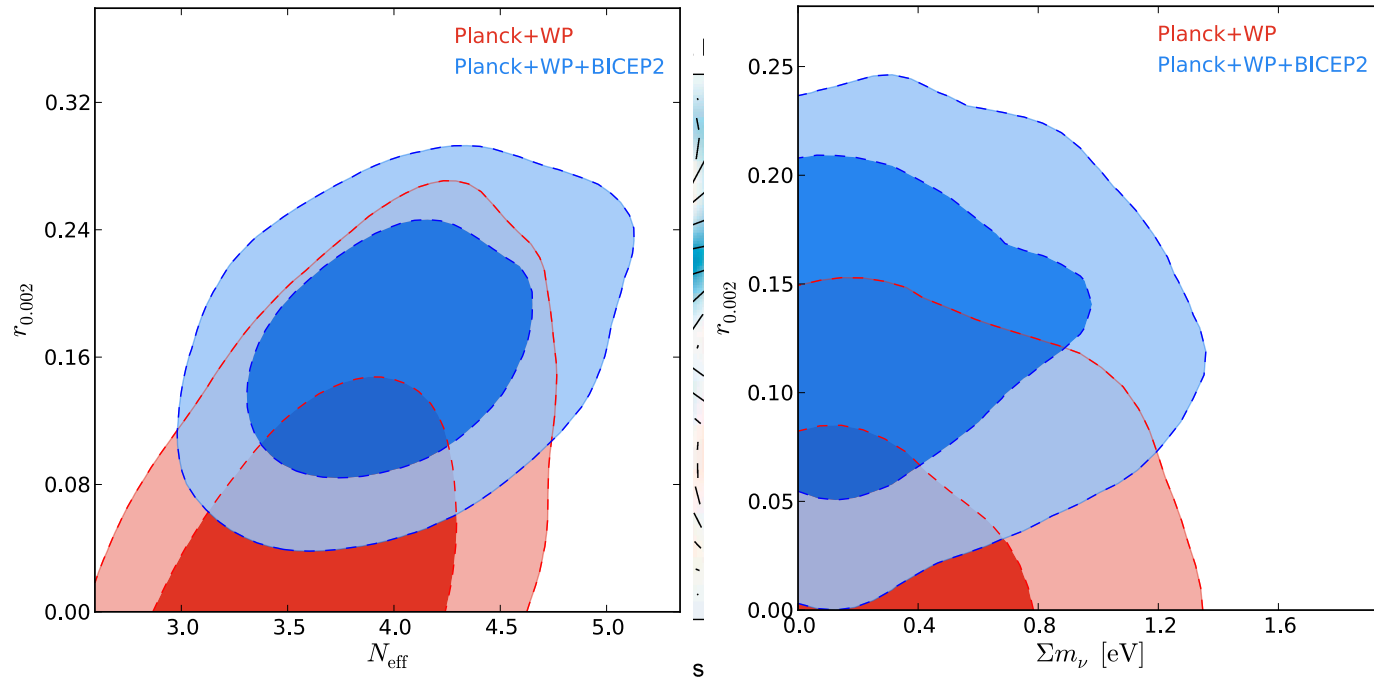 Planck+WP
Planck+WP+BICEP2
0.32
0.24
0.16
0.08
0.00
r0.002
3.0 3.5 4.0 4.5 5.0
Neff
s
Planck+WP
Planck+WP+BICEP2
0.25
0.20
0.15
0.10
0.05
0.00
r0.002
0.0 0.4 0.8 1.2 1.6
Σmν [eV]